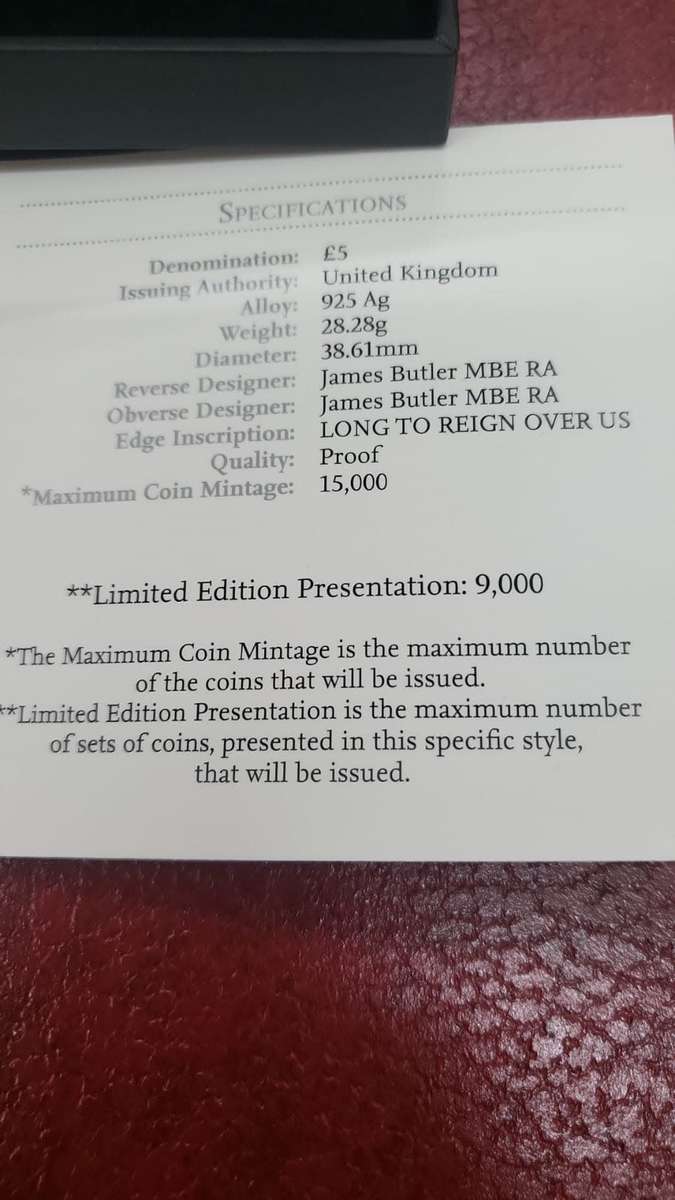 SPECIFICATIONS
Denomination: £5
Issuing Authority: United Kingdom
Alloy: 925 Ag
Weight: 28.28g
Diameter: 38.61mm
Reverse Designer: James Butler MBE RA
Obverse Designer: James Butler MBE RA
Edge Inscription: LONG TO REIGN OVER US
Quality: Proof
*Maximum Coin Mintage: 15,000
**Limited Edition Presentation: 9,000
*The Maximum Coin Mintage is the maximum number
of the coins that will be issued.
**Limited Edition Presentation is the maximum number
of sets of coins, presented in this specific style,
that will be issued.